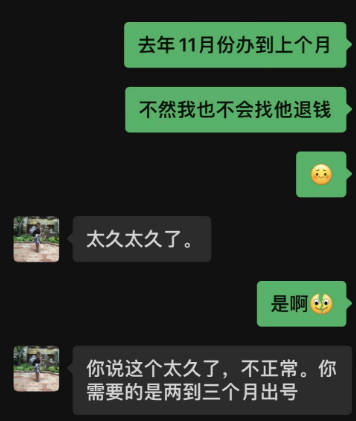 去年11月份办到上个月
不然我也不会找他退钱
太久太久了。
是啊
你说这个太久了，不正常。你
需要的是两到三个月出号